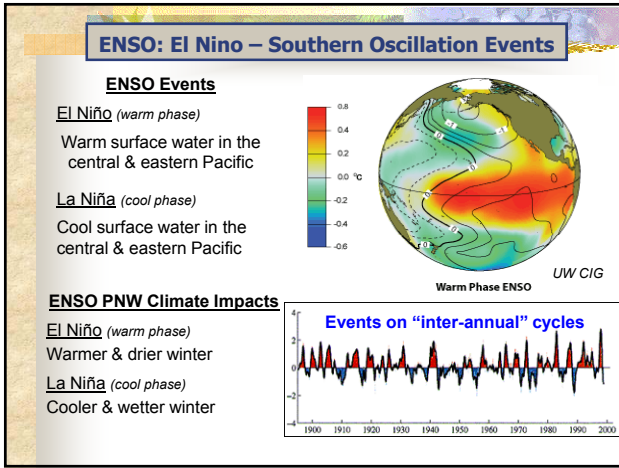 ENSO: El Nino – Southern Oscillation Events
ENSO Events
El Niño (warm phase)
Warm surface water in the
central & eastern Pacific
La Niña (cool phase)
Cool surface water in the
central & eastern Pacific
ENSO PNW Climate Impacts
El Niño (warm phase)
Warmer & drier winter
La Niña (cool phase)
Cooler & wetter winter
0.8
0.4
0.2
0.0 °C
-0.2
-0.4
-0.6
UW CIG
Warm Phase ENSO
Events on “inter-annual” cycles
4
2
0
-2
-4
1900 1910 1920 1930 1940 1950 1960 1970 1980 1990 2000